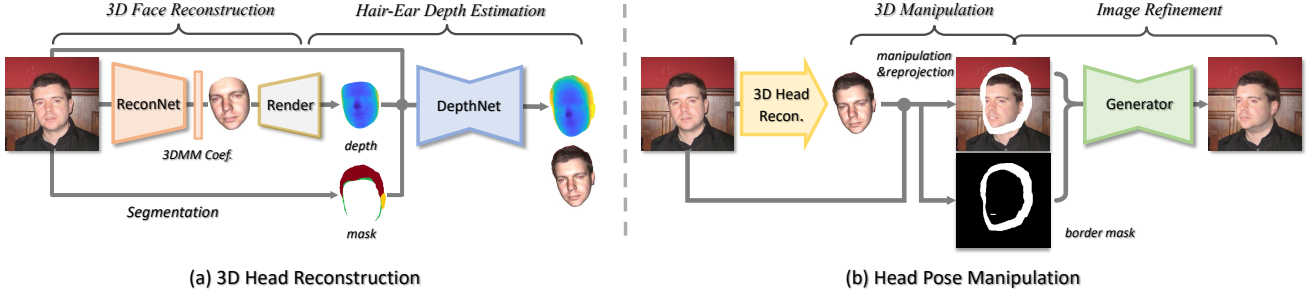 3D Face Reconstruction
Hair-Ear Depth Estimation
ReconNet
3DMM Coef.
Render
depth
DepthNet
Segmentation
mask
(a) 3D Head Reconstruction
3D Manipulation
Image Refinement
3D Head
Recon.
manipulation
&reprojection
Generator
border mask
(b) Head Pose Manipulation